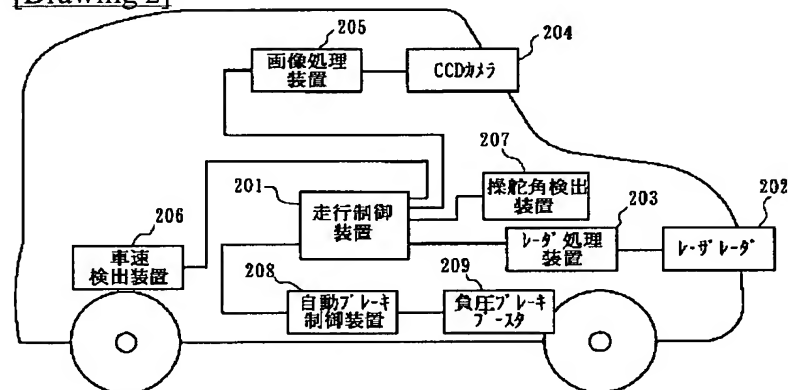 [Drawing 2]
205
204
画像処理
装置
CCDカメラ
207
操舵角検出
装置
201
走行制御
装置
203
202
レーダ処理
装置
レーザレーダ
206
車速
検出装置
208
209
自動ブレーキ
制御装置
負圧ブレーキ
ブースタ